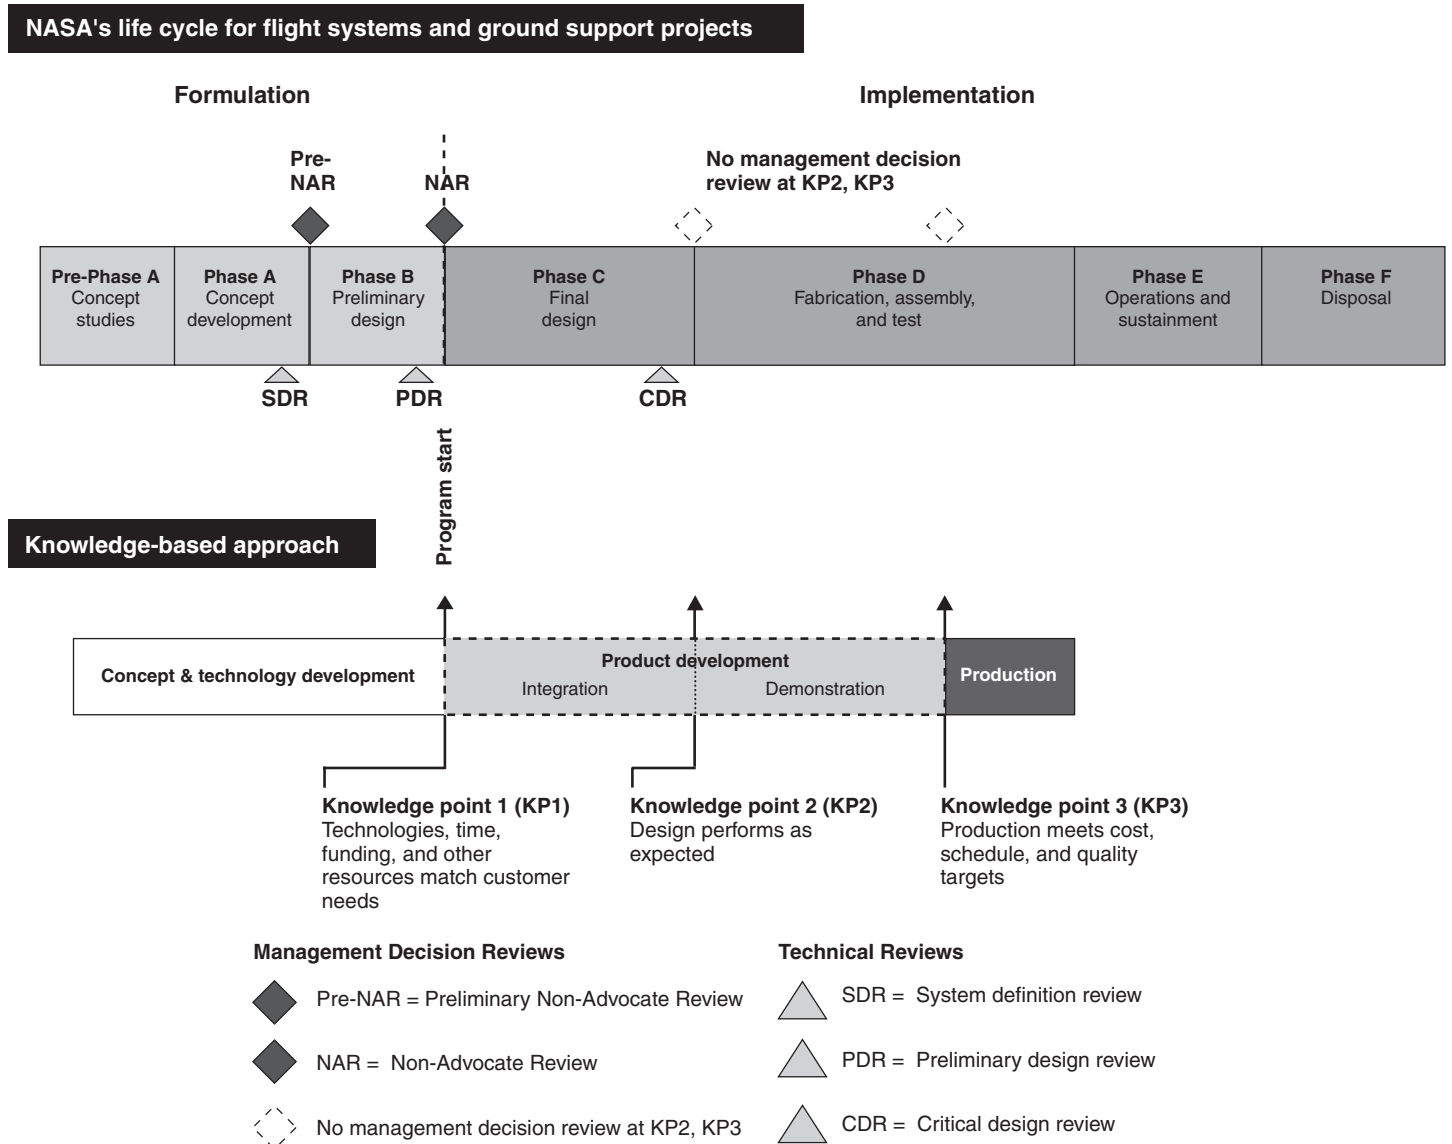 NASA's life cycle for flight systems and ground support projects
Formulation
Implementation
Pre-
NAR
NAR
No management decision
review at KP2, KP3
Pre-Phase A
Concept
studies
Phase A
Concept
development
Phase B
Preliminary
design
Phase C
Final
design
Phase D
Fabrication, assembly,
and test
Phase E
Operations and
sustainment
Phase F
Disposal
SDR
PDR
CDR
Program start
Knowledge-based approach
Concept & technology development
Product development
Integration
Demonstration
Production
Knowledge point 1 (KP1)
Technologies, time,
funding, and other
resources match customer
needs
Knowledge point 2 (KP2)
Design performs as
expected
Knowledge point 3 (KP3)
Production meets cost,
schedule, and quality
targets
Management Decision Reviews
Pre-NAR = Preliminary Non-Advocate Review
NAR = Non-Advocate Review
No management decision review at KP2, KP3
Technical Reviews
SDR = System definition review
PDR = Preliminary design review
CDR = Critical design review